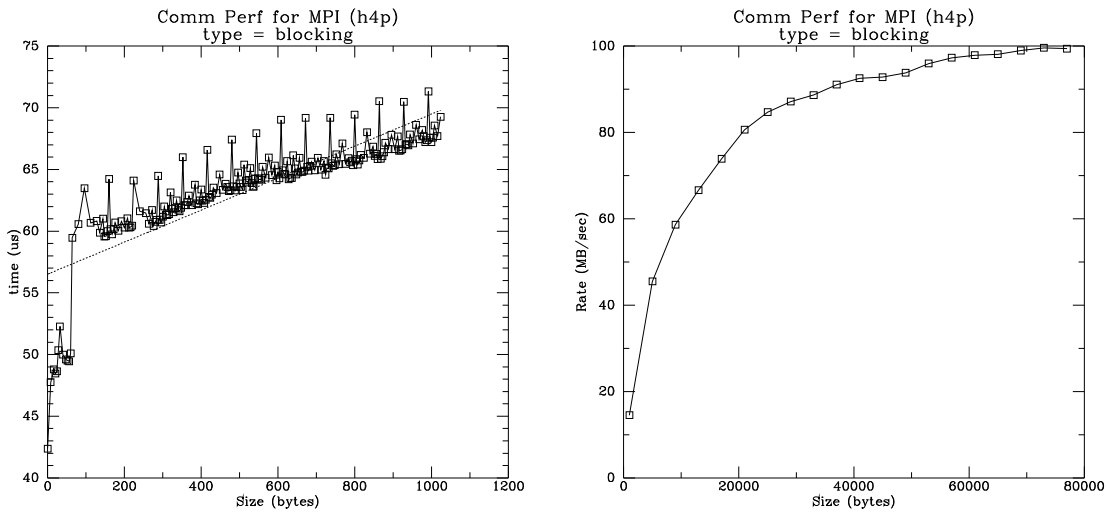 Comm Perf for MPI (h4p)
type = blocking
75
70
65
60
55
50
45
40
time (us)
0 200 400 600 800 1000 1200
Size (bytes)
Comm Perf for MPI (h4p)
type = blocking
100
80
60
40
20
0
Rate (MB/sec)
0 20000 40000 60000 80000
Size (bytes)